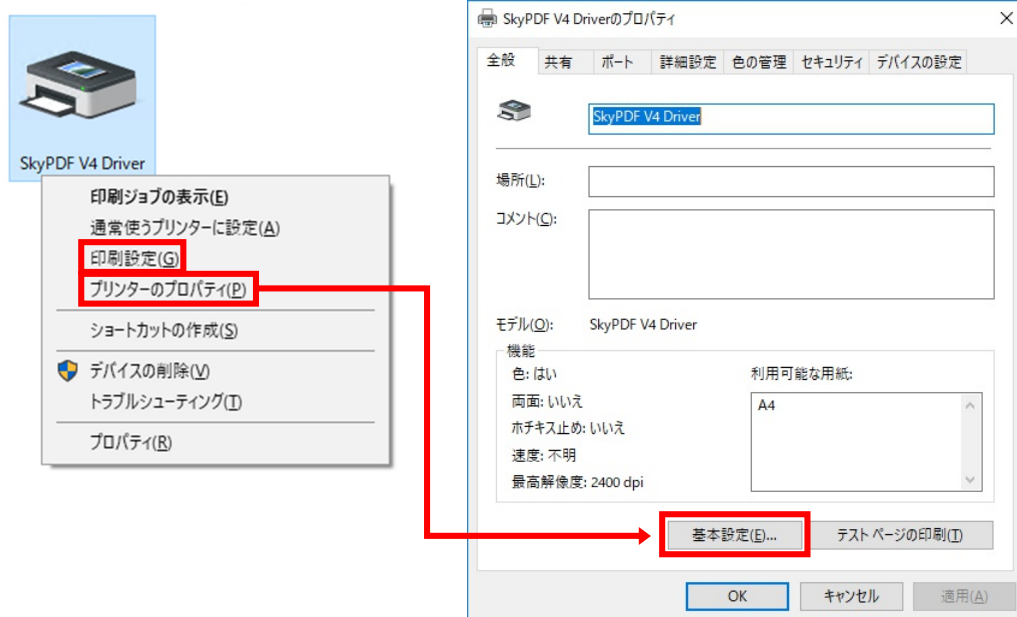 SkyPDF V4 Driver
印刷ジョブの表示(E)
通常使うプリンターに設定(A)
印刷設定(G)
プリンターのプロパティ(P)
ショートカットの作成(S)
デバイスの削除(V)
トラブルシューティング(T)
プロパティ(R)
SkyPDF V4 Driverのプロパティ
全般 共有 ポート 詳細設定 色の管理 セキュリティ デバイスの設定
SkyPDF V4 Driver
場所(L):
コメント(C):
モデル(O): SkyPDF V4 Driver
機能
色: はい
両面: いいえ
ホチキス止め: いいえ
速度: 不明
最高解像度: 2400 dpi
利用可能な用紙:
A4
基本設定(E)... テスト ページの印刷(T)
OK キャンセル 適用(A)